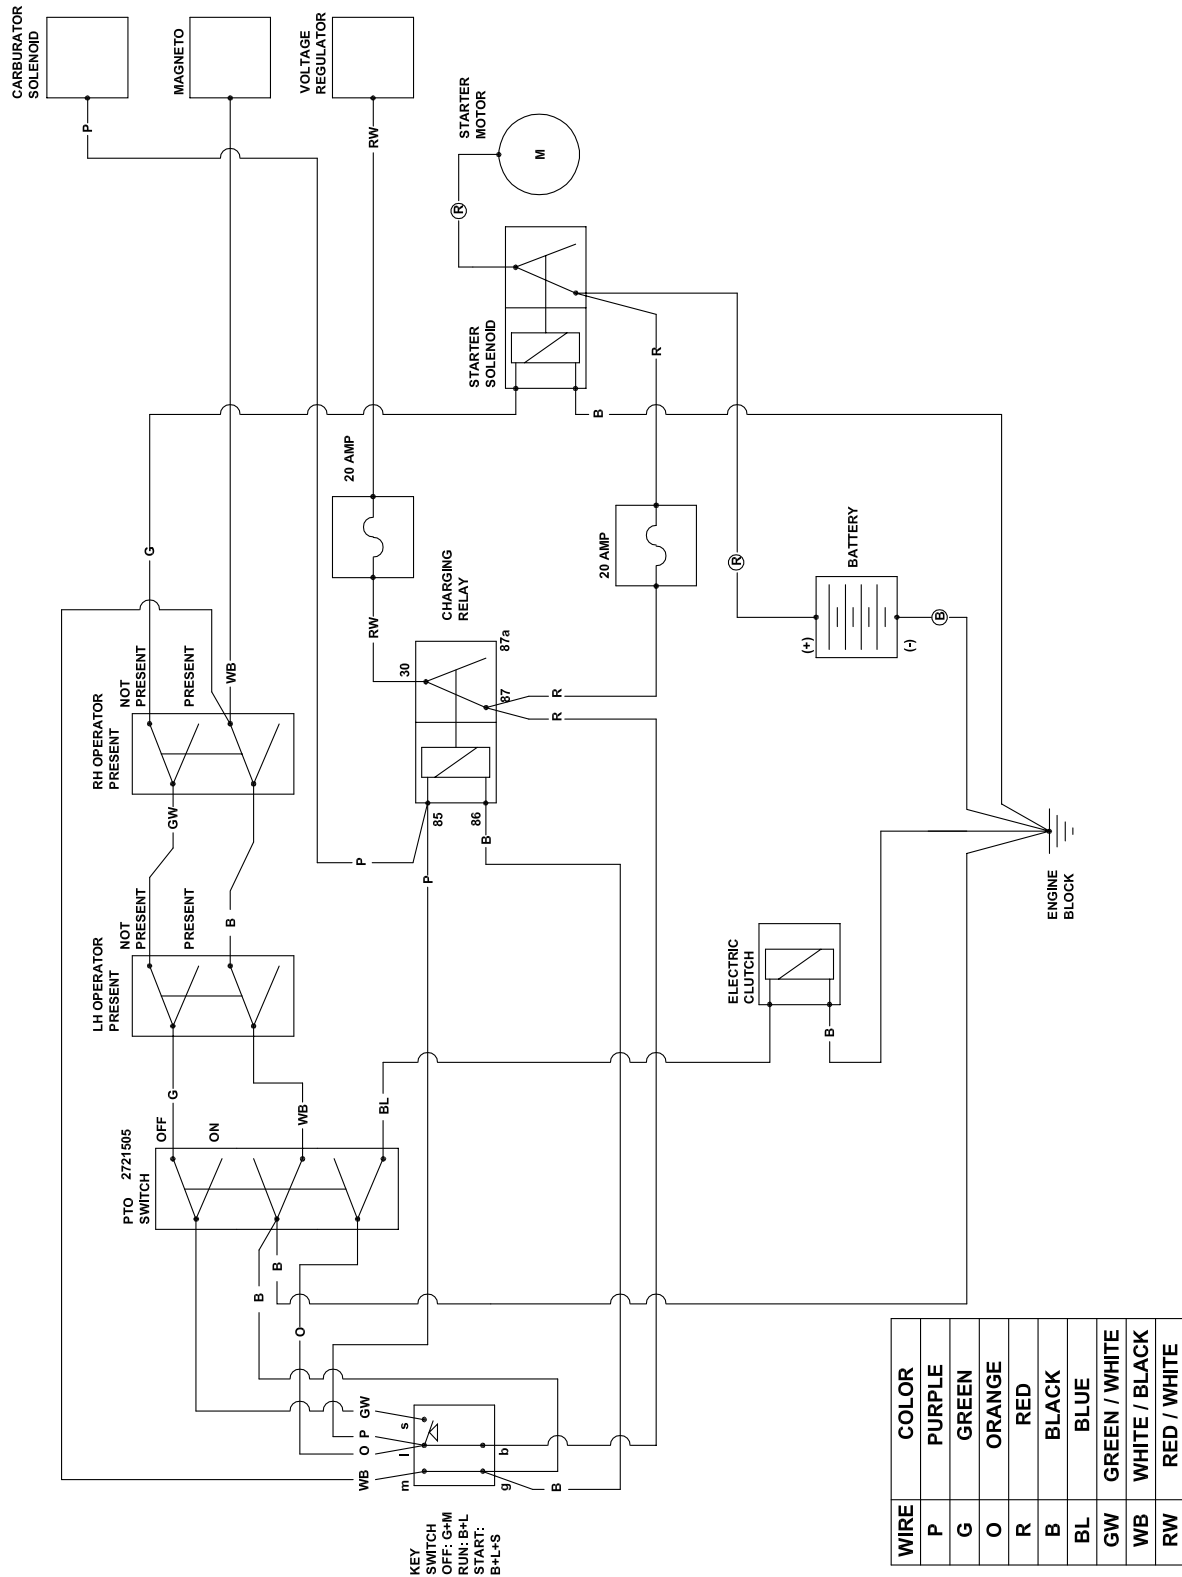 CARBURATOR
SOLENOID
MAGNETO
VOLTAGE
REGULATOR
STARTER
MOTOR
M
P
RW
R
STARTER
SOLENOID
R
B
20 AMP
G
RW
CHARGING
RELAY
30
87a
87
85
86
20 AMP
R
R
R
BATTERY
(+)
(-)
B
RH OPERATOR
PRESENT
NOT
PRESENT
PRESENT
WB
GW
P
P
B
LH OPERATOR
PRESENT
NOT
PRESENT
PRESENT
B
ENGINE
BLOCK
ELECTRIC
CLUTCH
B
G
WB
BL
PTO 2721505
SWITCH
OFF
ON
B
B
O
GW
P
O
WB
s
l
m
b
g
B
KEY
SWITCH
OFF: G+M
RUN: B+L
START:
B+L+S
WIRE COLOR
P PURPLE
G GREEN
O ORANGE
R RED
B BLACK
BL BLUE
GW GREEN / WHITE
WB WHITE / BLACK
RW RED / WHITE